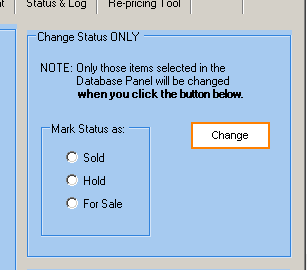 Status & Log Re-pricing Tool
Change Status ONLY
NOTE: Only those items selected in the
Database Panel will be changed
when you click the button below.
Mark Status as:
Change
Sold
Hold
For Sale